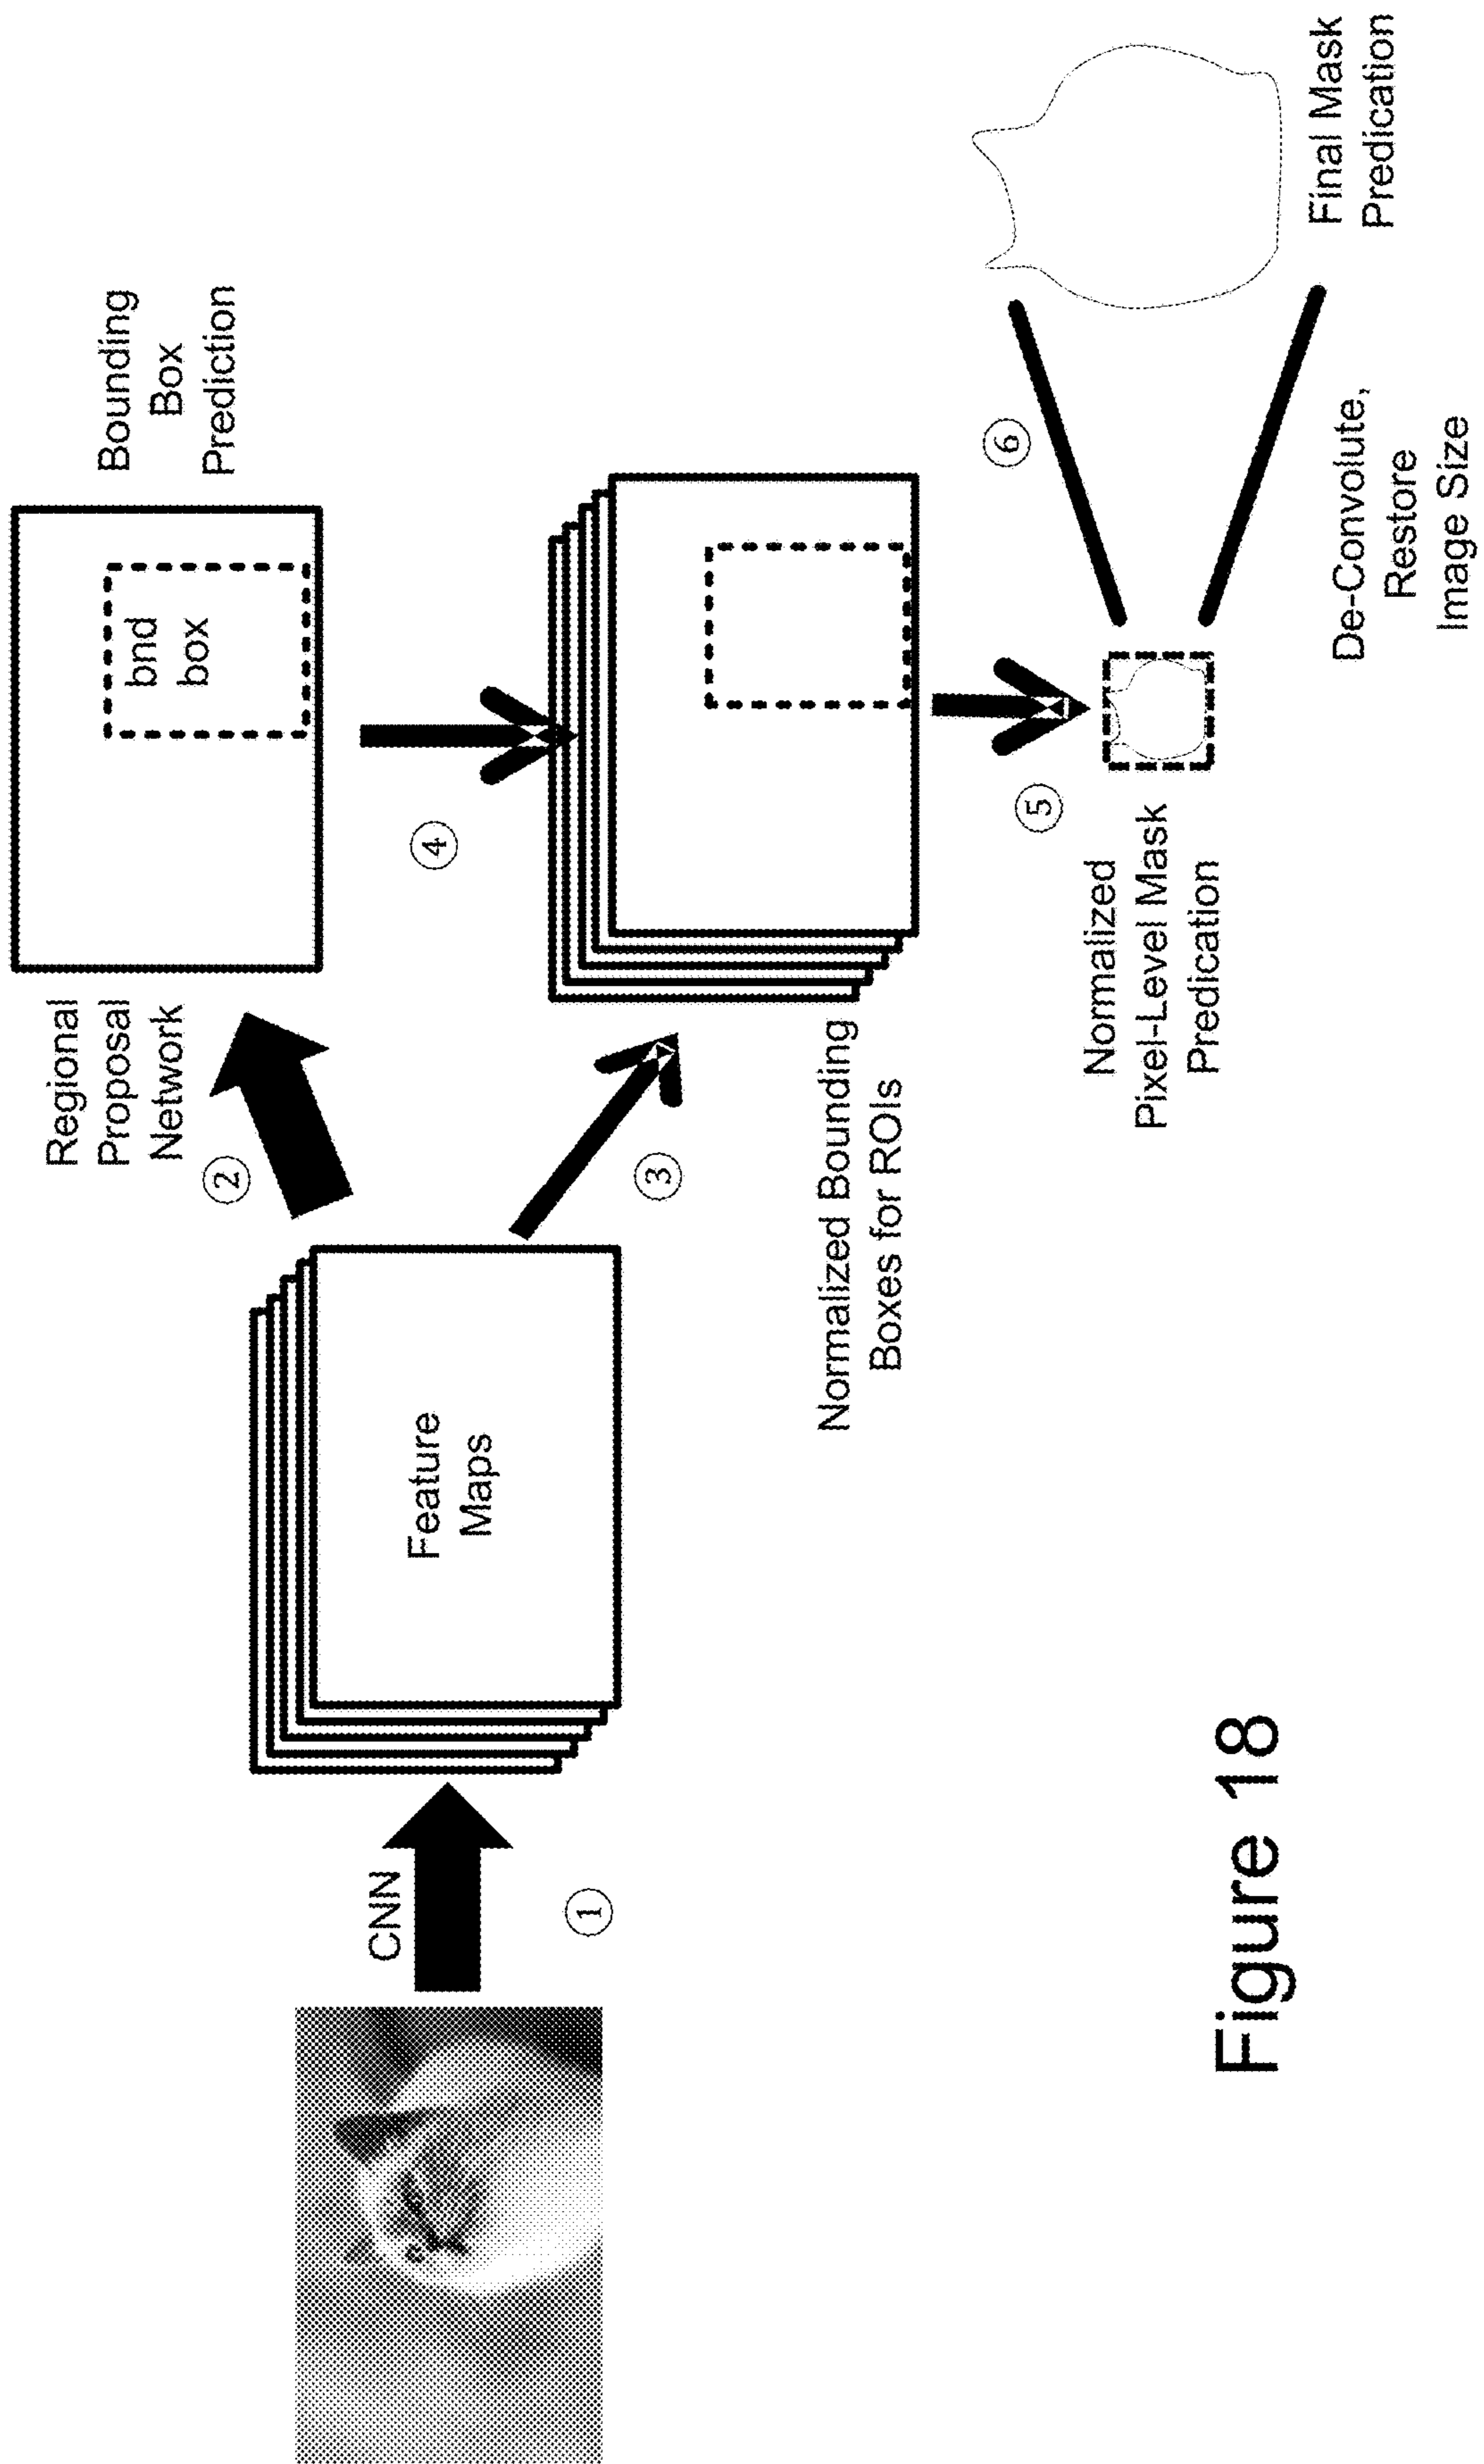 CNN
①
Feature
Maps
②
Regional
Proposal
Network
bnd
box
Bounding
Box
Prediction
③
④
Normalized Bounding
Boxes for ROIs
⑤
Normalized
Pixel-Level Mask
Predication
⑥
De-Convolute,
Restore
Image Size
Final Mask
Predication
Figure 18